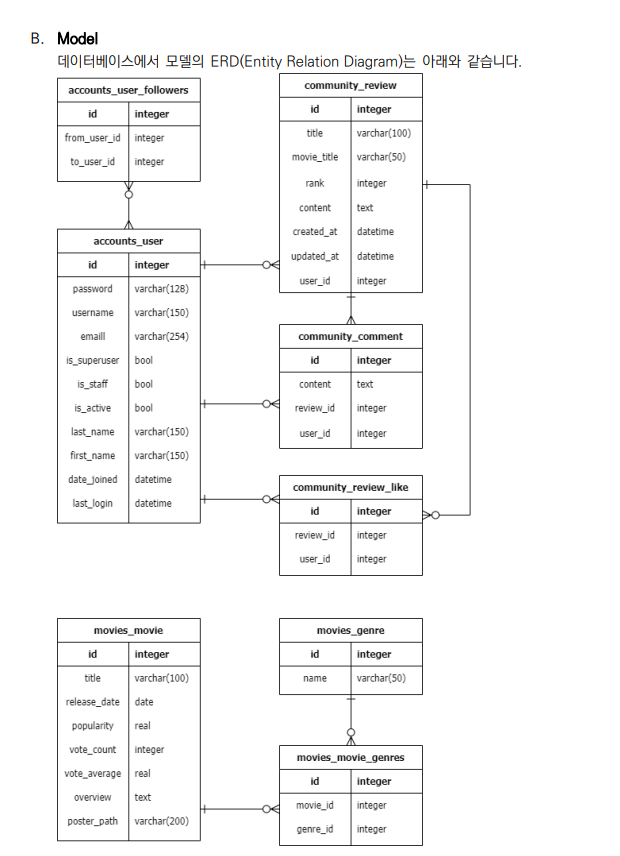 B. Model
데이터베이스에서 모델의 ERD(Entity Relation Diagram)는 아래와 같습니다.
accounts_user_followers
id integer
from_user_id integer
to_user_id integer
community_review
id integer
title varchar(100)
movie_title varchar(50)
rank integer
content text
created_at datetime
updated_at datetime
user_id integer
accounts_user
id integer
password varchar(128)
username varchar(150)
emaill varchar(254)
is_superuser bool
is_staff bool
is_active bool
last_name varchar(150)
first_name varchar(150)
date_joined datetime
last_login datetime
community_comment
id integer
content text
review_id integer
user_id integer
community_review_like
id integer
review_id integer
user_id integer
movies_movie
id integer
title varchar(100)
release_date date
popularity real
vote_count integer
vote_average real
overview text
poster_path varchar(200)
movies_genre
id integer
name varchar(50)
movies_movie_genres
id integer
movie_id integer
genre_id integer